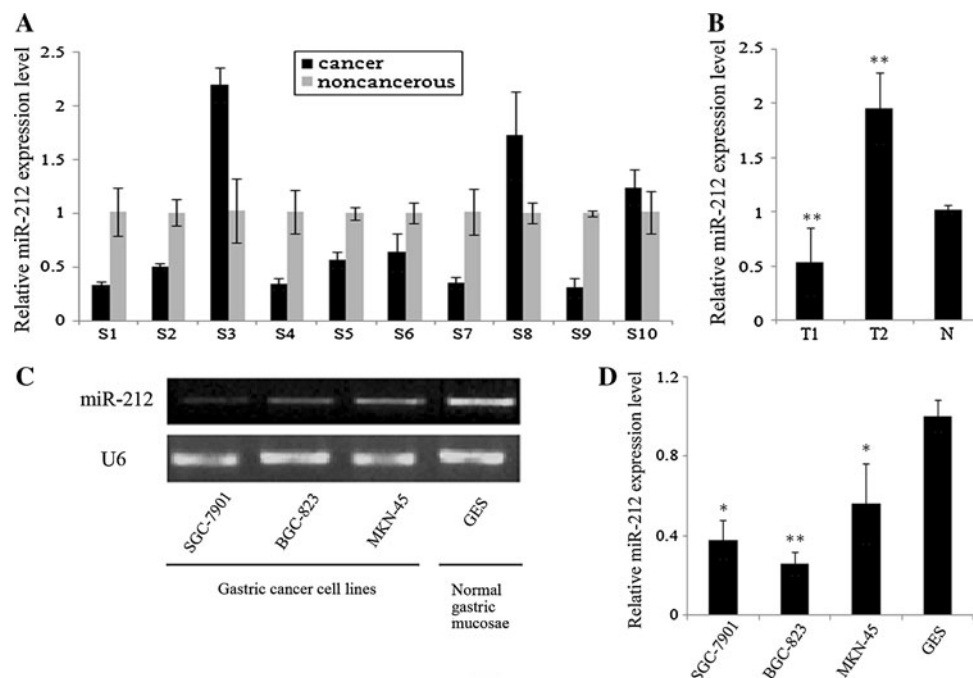 A
Relative miR-212 expression level
2.5
2
1.5
1
0.5
0
cancer
noncancerous
S1 S2 S3 S4 S5 S6 S7 S8 S9 S10
B
Relative miR-212 expression level
2.5
2
1.5
1
0.5
0
**
**
T1 T2 N
C
miR-212
U6
SGC-7901
BGC-823
MKN-45
GES
Gastric cancer cell lines
Normal
gastric
mucosae
D
Relative miR-212 expression level
1.2
0.8
0.4
0
*
**
*
SGC-7901
BGC-823
MKN-45
GES